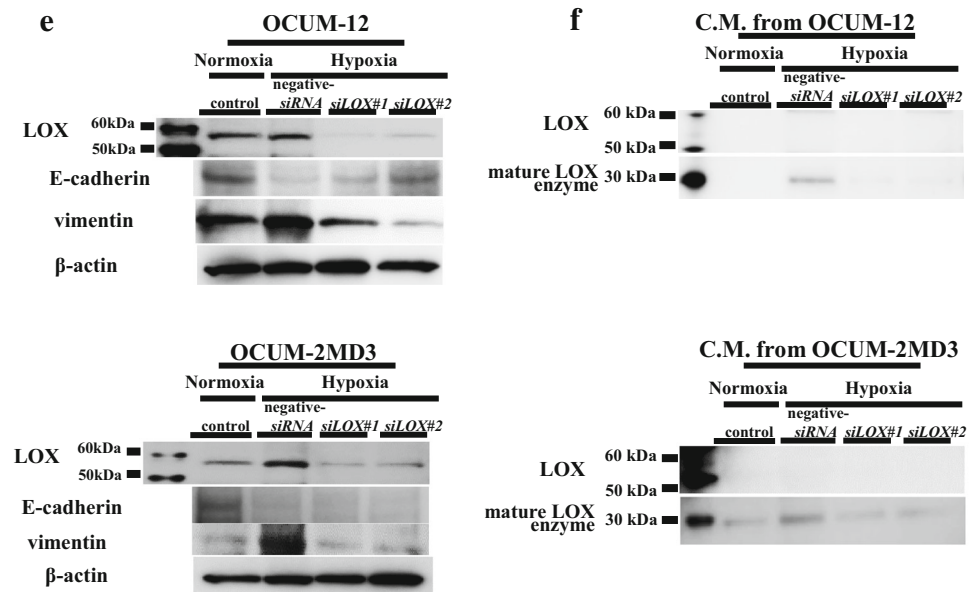 e
OCUM-12
Normoxia Hypoxia
negative-
control siRNA siLOX#1 siLOX#2
LOX 60kDa
50kDa
E-cadherin
vimentin
β-actin
OCUM-2MD3
Normoxia Hypoxia
negative-
control siRNA siLOX#1 siLOX#2
LOX 60kDa
50kDa
E-cadherin
vimentin
β-actin
f
C.M. from OCUM-12
Normoxia Hypoxia
negative-
control siRNA siLOX#1 siLOX#2
LOX 60 kDa
50 kDa
mature LOX 30 kDa
enzyme
C.M. from OCUM-2MD3
Normoxia Hypoxia
negative-
control siRNA siLOX#1 siLOX#2
LOX 60 kDa
50 kDa
mature LOX 30 kDa
enzyme